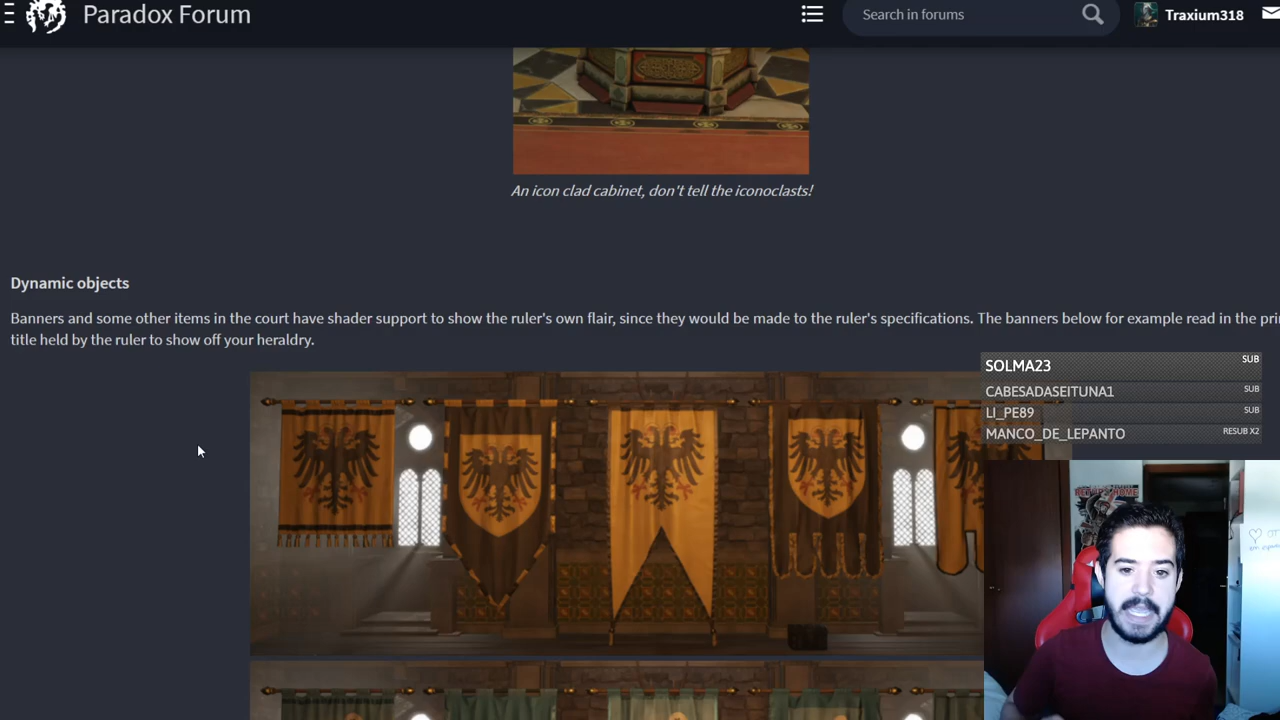 Paradox Forum
Search in forums
Traxium318
An icon clad cabinet, don't tell the iconoclasts!
Dynamic objects
Banners and some other items in the court have shader support to show the ruler's own flair, since they would be made to the ruler's specifications. The banners below for example read in the pri
title held by the ruler to show off your heraldry.
SOLMA23 SUB
CABESADASEITUNA1 SUB
LI_PE89 SUB
MANCO_DE_LEPANTO RESUB X2